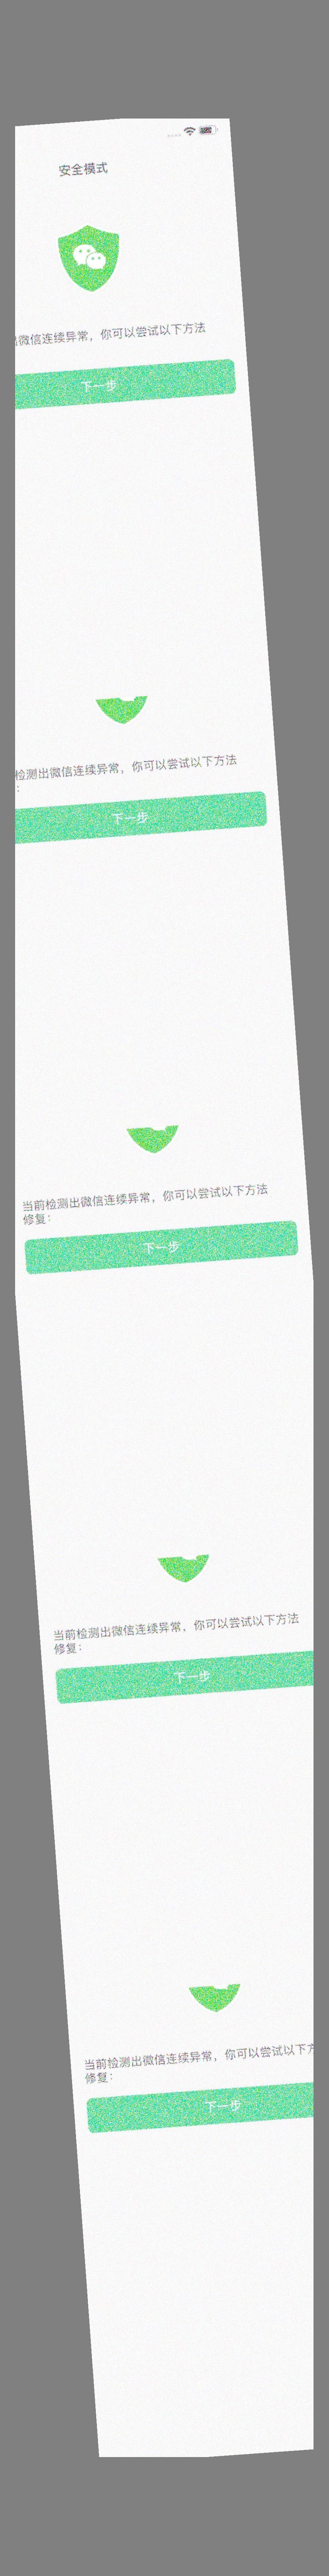 安全模式
微信连续异常，你可以尝试以下方法
下一步
检测出微信连续异常，你可以尝试以下方法
：
下一步
当前检测出微信连续异常，你可以尝试以下方法
修复：
下一步
当前检测出微信连续异常，你可以尝试以下方法
修复：
下一步
当前检测出微信连续异常，你可以尝试以下方
修复：
下一步